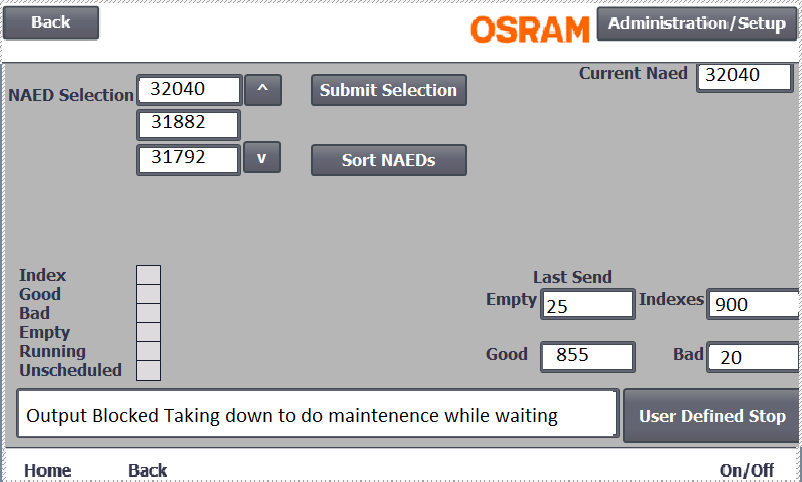 Back
OSRAM
Administration/Setup
NAED Selection
32040
^
Submit Selection
Current Naed
32040
31882
31792
v
Sort NAEDs
Index
Good
Bad
Empty
Running
Unscheduled
Last Send
Empty 25 Indexes 900
Good 855 Bad 20
Output Blocked Taking down to do maintenence while waiting
User Defined Stop
Home Back On/Off